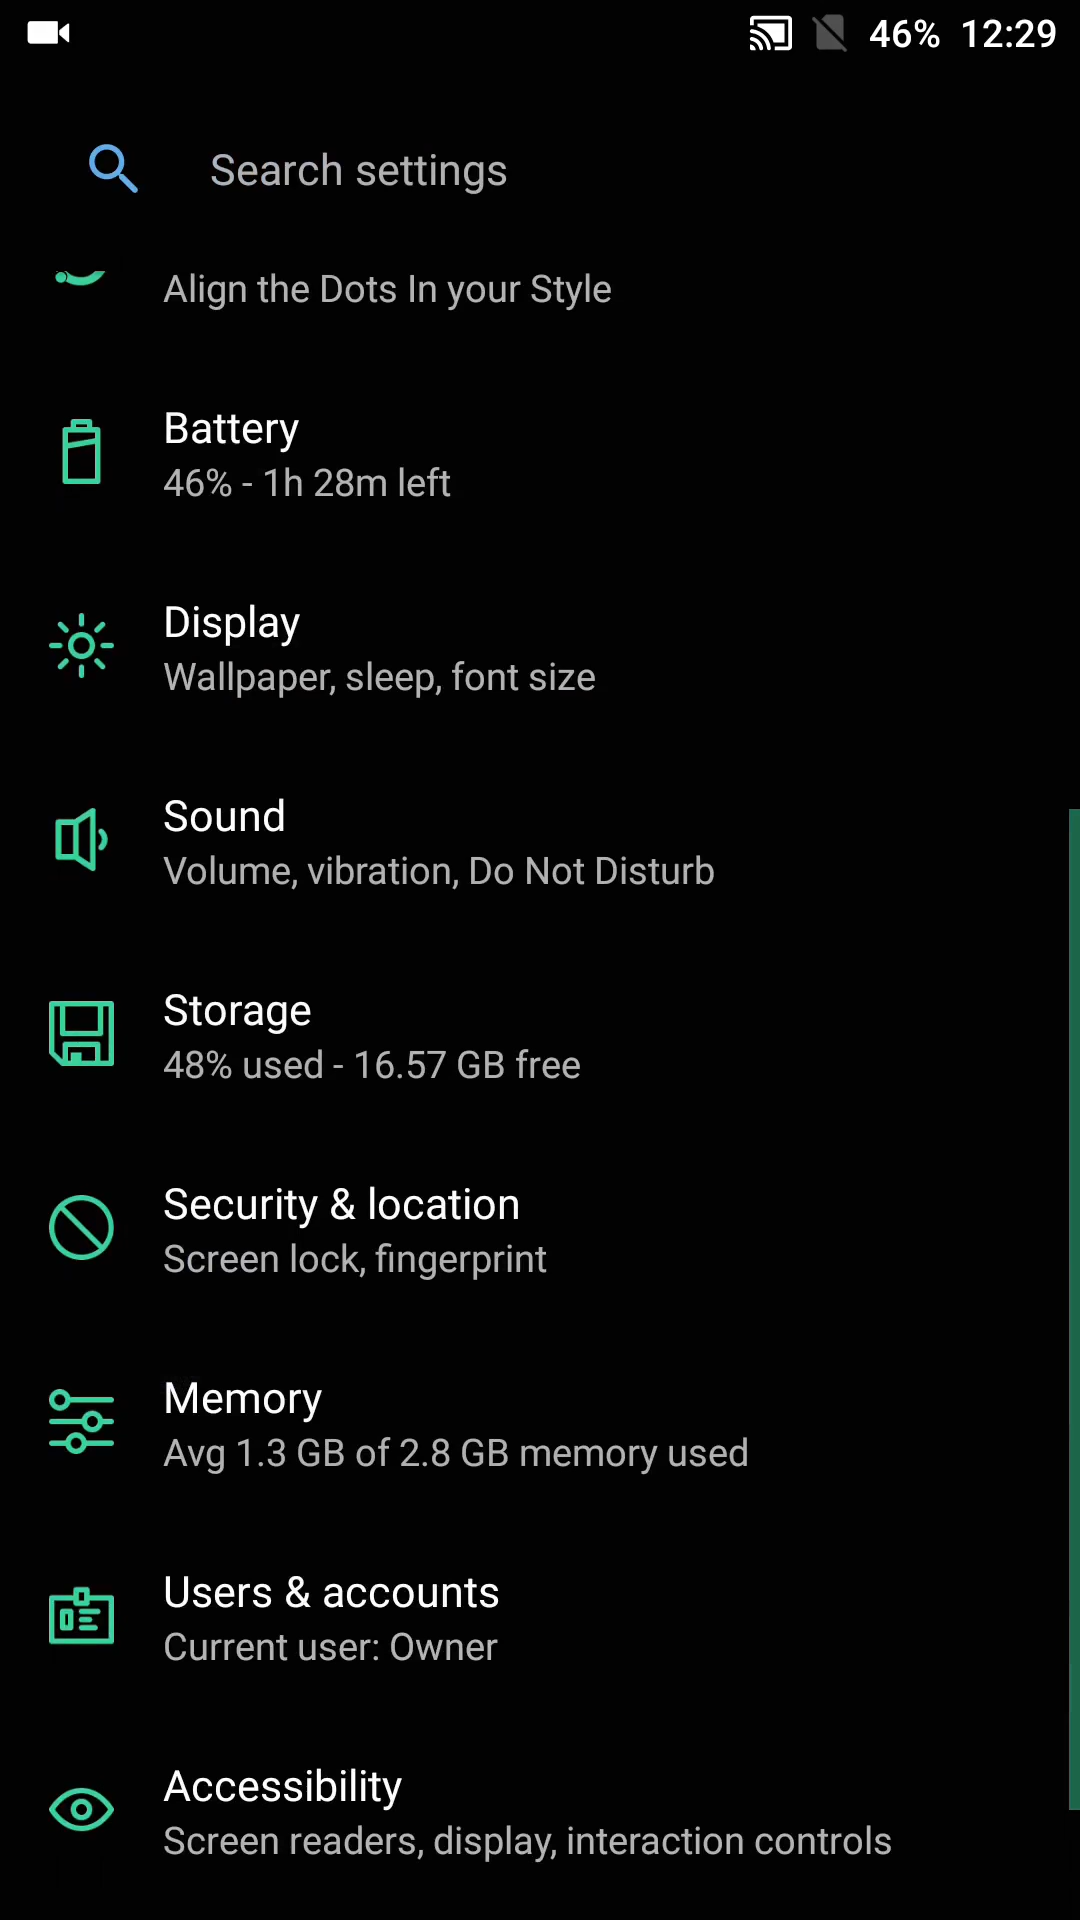 46% 12:29
Search settings
Align the Dots In your Style
Battery
46% - 1h 28m left
Display
Wallpaper, sleep, font size
Sound
Volume, vibration, Do Not Disturb
Storage
48% used - 16.57 GB free
Security & location
Screen lock, fingerprint
Memory
Avg 1.3 GB of 2.8 GB memory used
Users & accounts
Current user: Owner
Accessibility
Screen readers, display, interaction controls